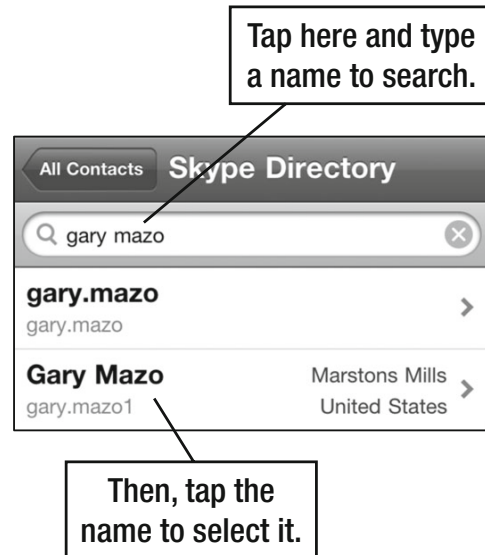 Tap here and type
a name to search.
All Contacts Skype Directory
gary mazo
gary.mazo
gary.mazo
Gary Mazo Marstons Mills
gary.mazo1 United States
Then, tap the
name to select it.